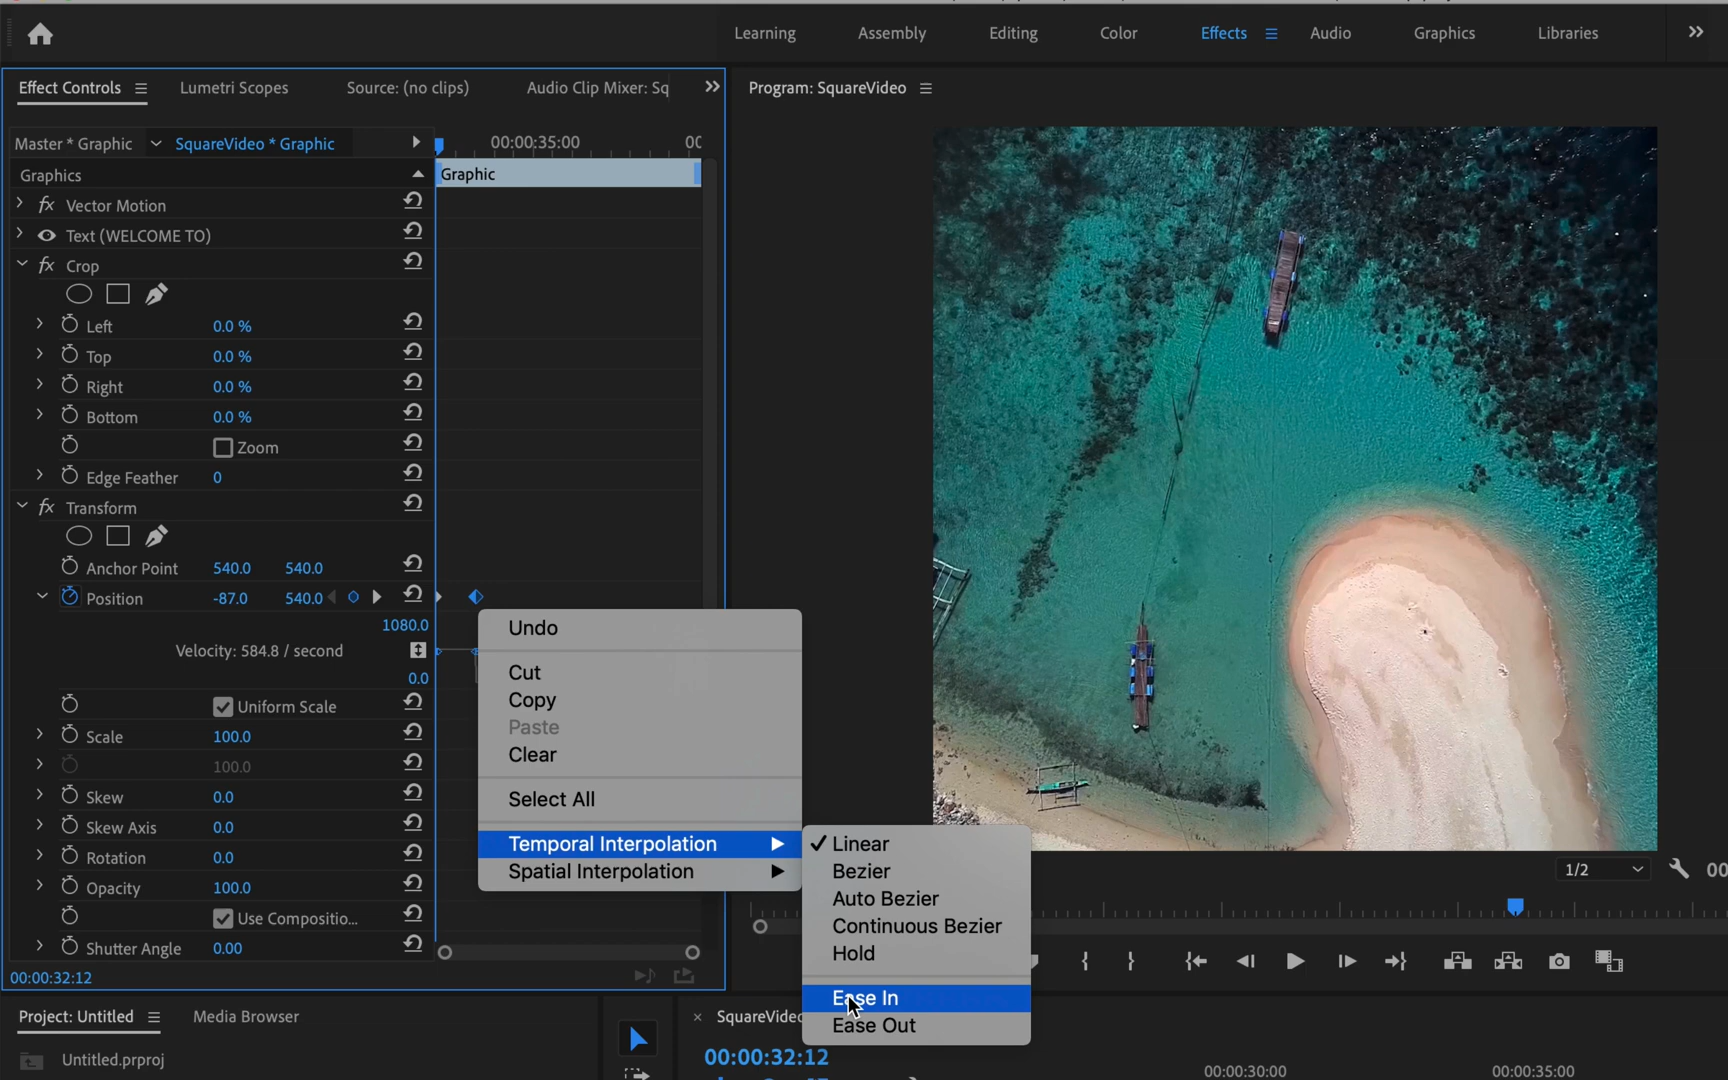 Learning
Assembly
Editing
Color
Effects
Audio
Graphics
Libraries
Effect Controls
Lumetri Scopes
Source: (no clips)
Audio Clip Mixer: Sq
Program: SquareVideo
Master * Graphic
SquareVideo * Graphic
00:00:35:00
00
Graphics
Graphic
fx Vector Motion
Text (WELCOME TO)
fx Crop
Left 0.0 %
Top 0.0 %
Right 0.0 %
Bottom 0.0 %
Zoom
Edge Feather 0
fx Transform
Anchor Point 540.0 540.0
Position -87.0 540.0
1080.0
Velocity: 584.8 / second
0.0
Uniform Scale
Scale 100.0
100.0
Skew 0.0
Skew Axis 0.0
Rotation 0.0
Opacity 100.0
Use Compositio...
Shutter Angle 0.00
00:00:32:12
Undo
Cut
Copy
Paste
Clear
Select All
Temporal Interpolation
Spatial Interpolation
Linear
Bezier
Auto Bezier
Continuous Bezier
Hold
Ease In
Ease Out
1/2
00
Project: Untitled
Media Browser
Untitled.prproj
SquareVideo
00:00:32:12
00:00:30:00
00:00:35:00